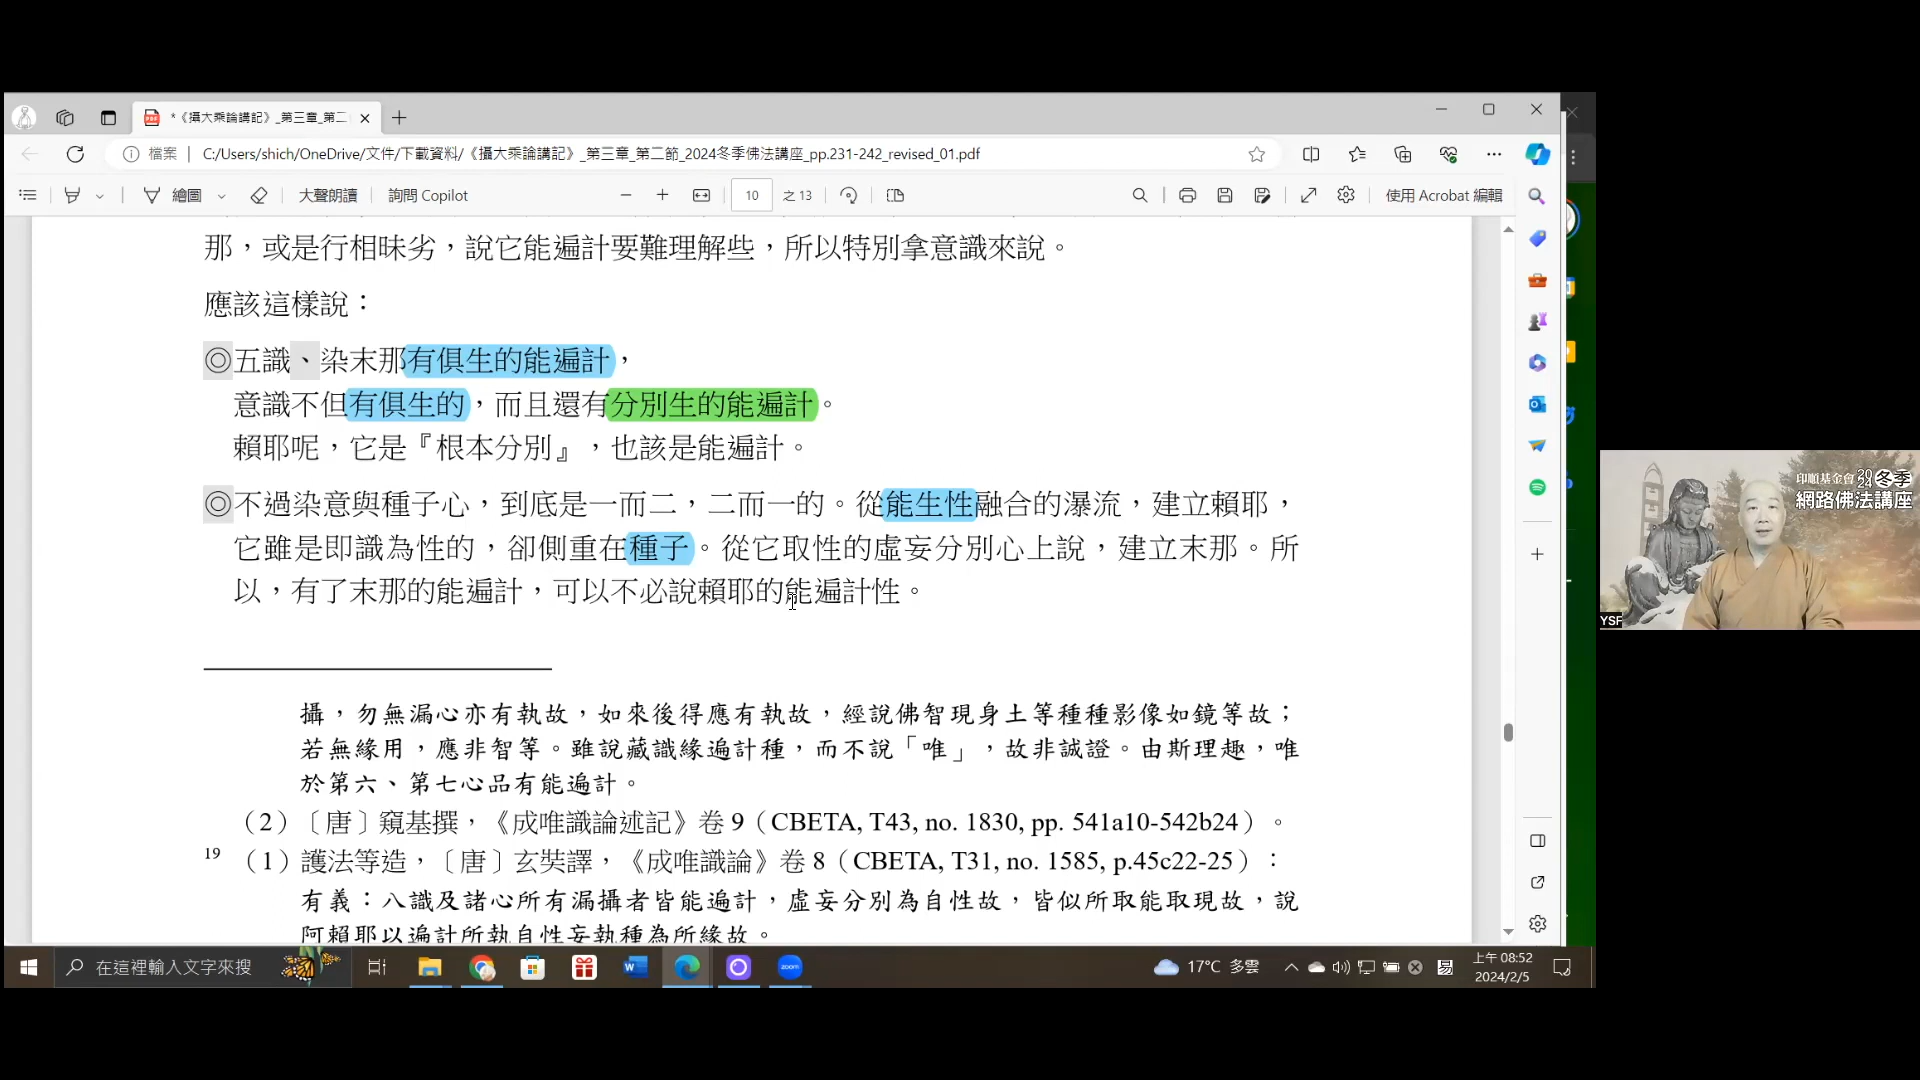 *《攝大乘論講記》_第三章_第二
檔案
C:/Users/shich/OneDrive/文件/下載資料/《攝大乘論講記》_第三章_第二節_2024冬季佛法講座_pp.231-242_revised_01.pdf
繪圖
大聲朗讀
詢問 Copilot
10
之 13
使用 Acrobat 編輯
那，或是行相昧劣，說它能遍計要難理解些，所以特別拿意識來說。
應該這樣說：
◎五識、染末那有俱生的能遍計，
意識不但有俱生的，而且還有分別生的能遍計。
賴耶呢，它是『根本分別』，也該是能遍計。
◎不過染意與種子心，到底是一而二，二而一的。從能生性融合的瀑流，建立賴耶，
它雖是即識為性的，卻側重在種子。從它取性的虛妄分別心上說，建立末那。所
以，有了末那的能遍計，可以不必說賴耶的能遍計性。
攝，勿無漏心亦有執故，如來後得應有執故，經說佛智現身土等種種影像如鏡等故；
若無緣用，應非智等。雖說藏識緣遍計種，而不說「唯」，故非誠證。由斯理趣，唯
於第六、第七心品有能遍計。
（2）〔唐〕窺基撰，《成唯識論述記》卷 9（CBETA, T43, no. 1830, pp. 541a10-542b24）。
19 （1）護法等造，〔唐〕玄奘譯，《成唯識論》卷 8（CBETA, T31, no. 1585, p.45c22-25）：
有義：八識及諸心所有漏攝者皆能遍計，虛妄分別為自性故，皆似所取能取現故，說
阿賴耶以遍計所執自性妄執種為所緣故。
在這裡輸入文字來搜
zoom
17°C 多雲
上午 08:52
2024/2/5
印順基金會 2024 冬季
網路佛法講座
YSF